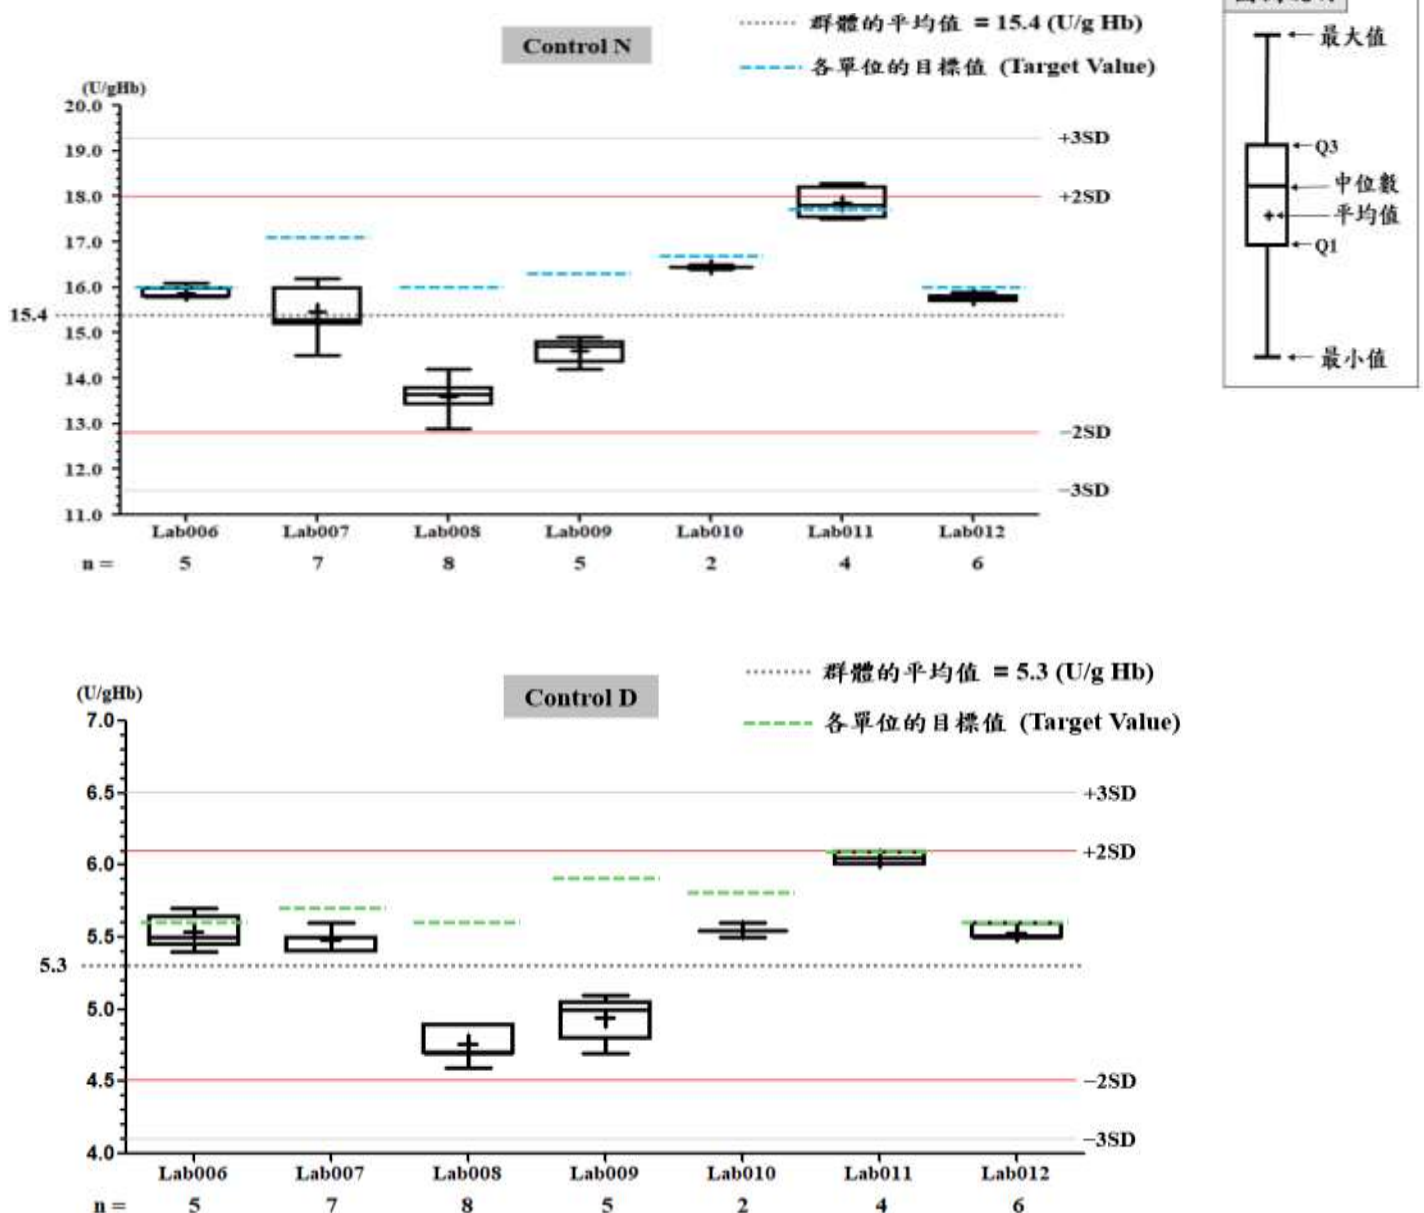 Control N
群體的平均值 = 15.4 (U/g Hb)
各單位的目標值 (Target Value)
(U/gHb)
20.0
19.0
18.0
17.0
16.0
15.4
15.0
14.0
13.0
12.0
11.0
+3SD
+2SD
−2SD
−3SD
Lab006 Lab007 Lab008 Lab009 Lab010 Lab011 Lab012
n = 5 7 8 5 2 4 6
最大值
Q3
中位數
平均值
Q1
最小值
Control D
群體的平均值 = 5.3 (U/g Hb)
各單位的目標值 (Target Value)
(U/gHb)
7.0
6.5
6.0
5.5
5.3
5.0
4.5
4.0
+3SD
+2SD
−2SD
−3SD
Lab006 Lab007 Lab008 Lab009 Lab010 Lab011 Lab012
n = 5 7 8 5 2 4 6